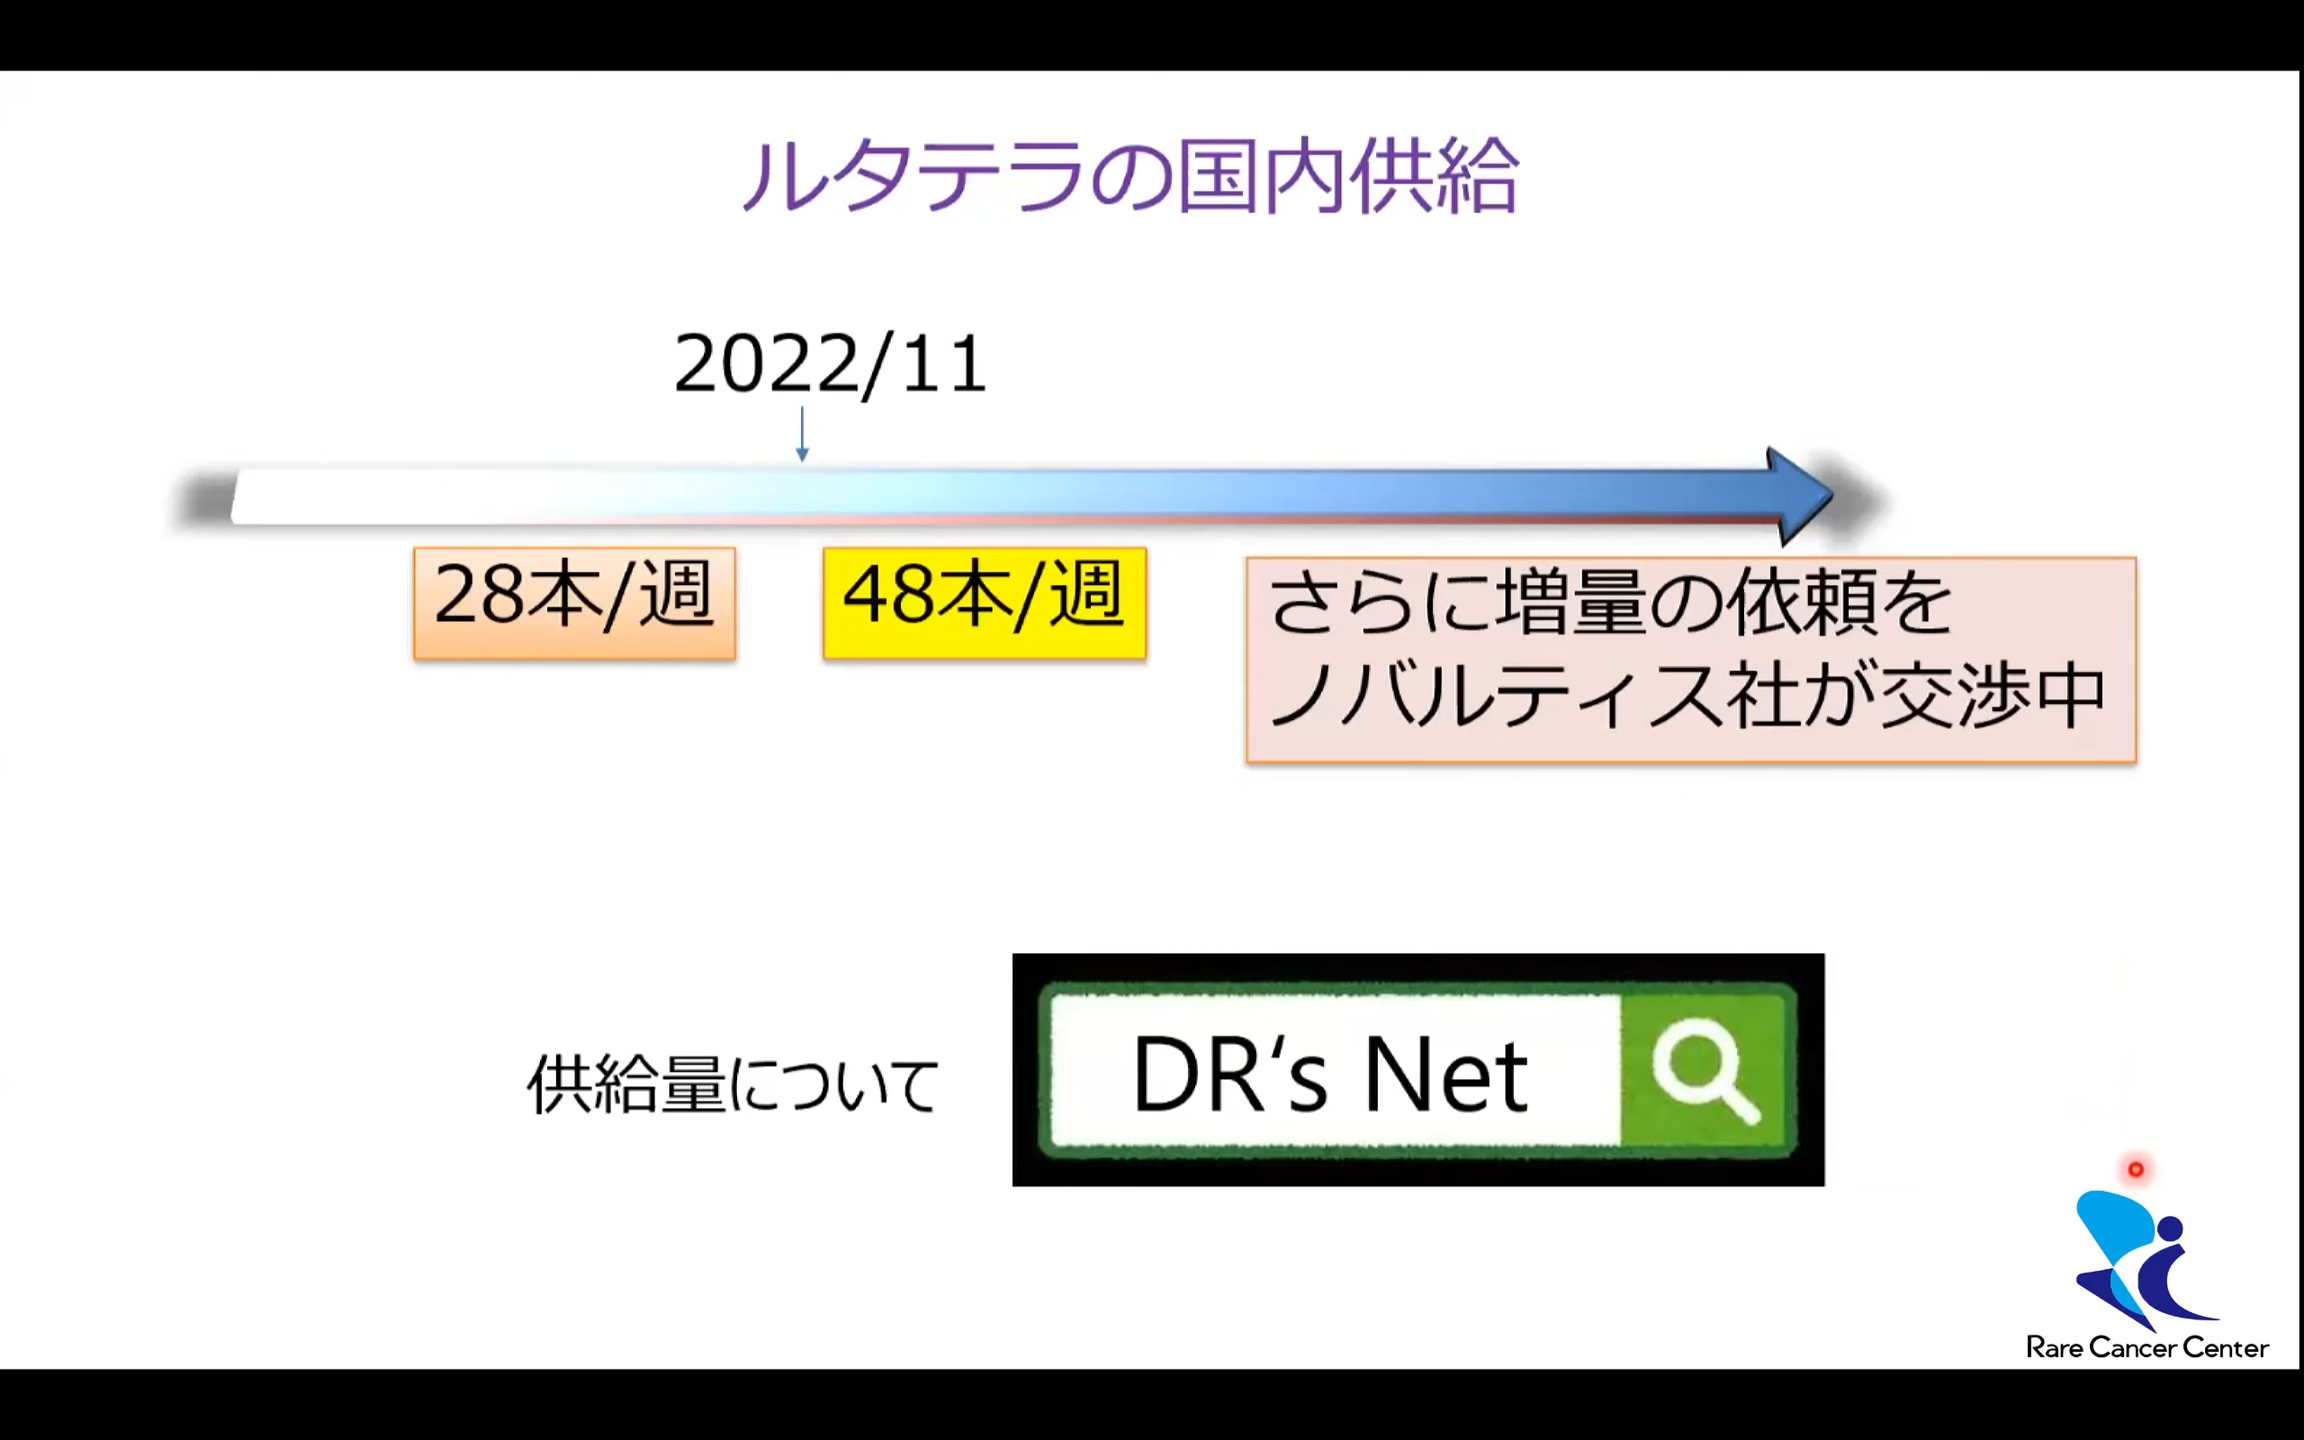 ルタテラの国内供給
2022/11
28本/週
48本/週
さらに増量の依頼を
ノバルティス社が交渉中
供給量について
DR‘s Net
Rare Cancer Center